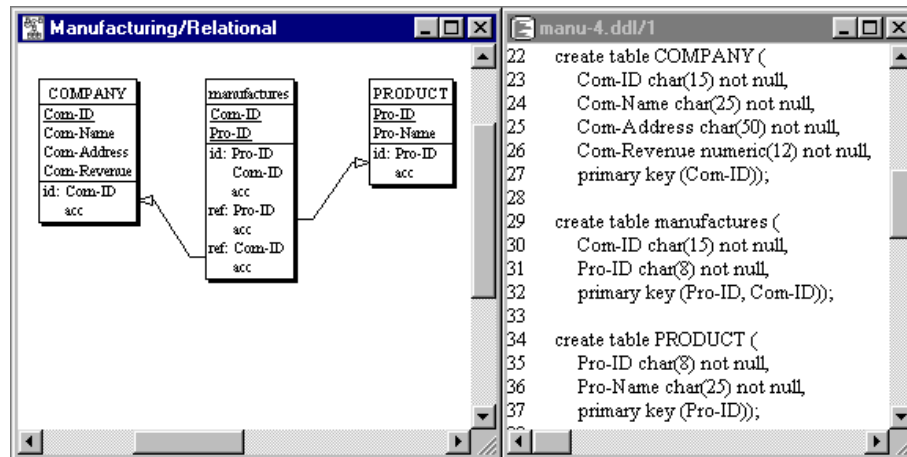 Manufacturing/Relational
COMPANY
Com-ID
Com-Name
Com-Address
Com-Revenue
id: Com-ID
acc
manufactures
Com-ID
Pro-ID
id: Pro-ID
Com-ID
acc
ref: Pro-ID
acc
ref: Com-ID
acc
PRODUCT
Pro-ID
Pro-Name
id: Pro-ID
acc
manu-4.ddl/1
22 create table COMPANY (
23 Com-ID char(15) not null,
24 Com-Name char(25) not null,
25 Com-Address char(50) not null,
26 Com-Revenue numeric(12) not null,
27 primary key (Com-ID));
28
29 create table manufactures (
30 Com-ID char(15) not null,
31 Pro-ID char(8) not null,
32 primary key (Pro-ID, Com-ID));
33
34 create table PRODUCT (
35 Pro-ID char(8) not null,
36 Pro-Name char(25) not null,
37 primary key (Pro-ID));